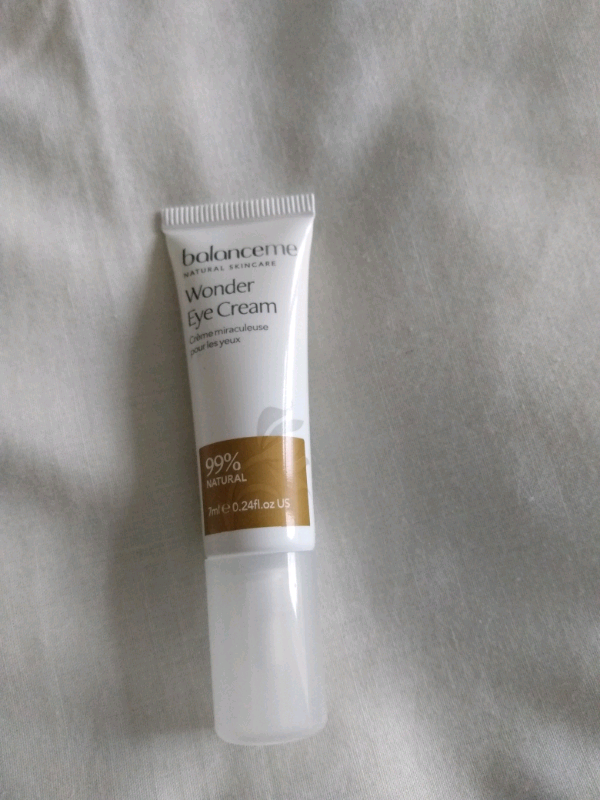 balanceme
NATURAL SKINCARE
Wonder
Eye Cream
Crème miraculeuse
pour les yeux
99%
NATURAL
7ml ℮ 0.24fl.oz US